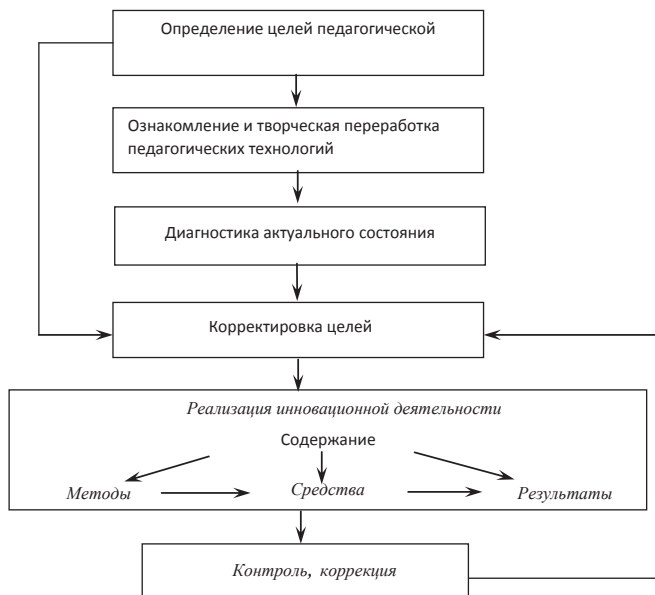 Определение целей педагогической
Ознакомление и творческая переработка
педагогических технологий
Диагностика актуального состояния
Корректировка целей
Реализация инновационной деятельности
Содержание
Методы Средства Результаты
Контроль, коррекция